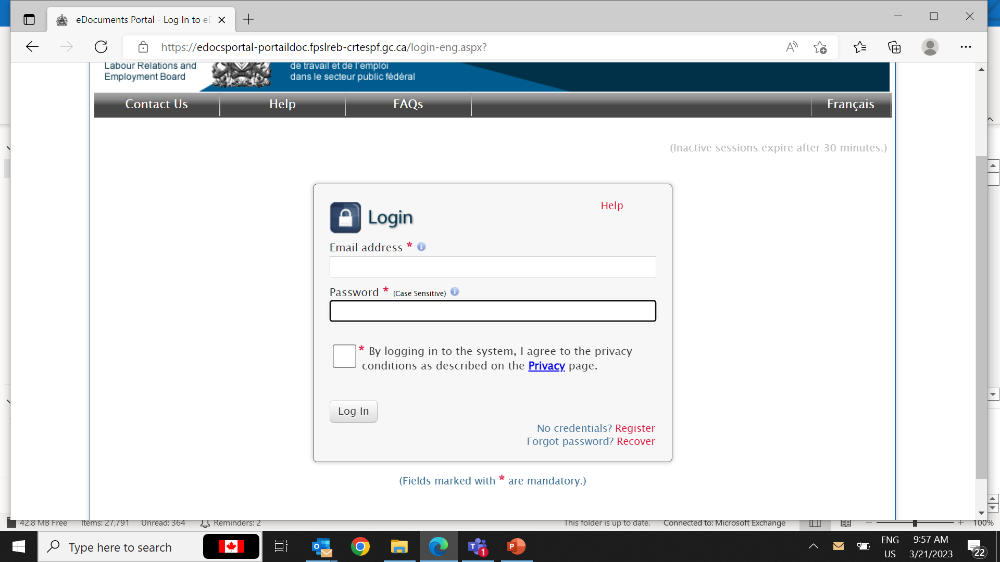 eDocuments Portal - Log In to eD
https://edocsportal-portaildoc.fpslreb-crtespf.gc.ca/login-eng.aspx?
Labour Relations and
Employment Board
de travail et de l'emploi
dans le secteur public fédéral
Contact Us
Help
FAQs
Français
(Inactive sessions expire after 30 minutes.)
Help
Login
Email address *
Password * (Case Sensitive)
* By logging in to the system, I agree to the privacy
conditions as described on the Privacy page.
Log In
No credentials? Register
Forgot password? Recover
(Fields marked with * are mandatory.)
42.8 MB Free Items: 27,791 Unread: 364 Reminders: 2 This folder is up to date. Connected to: Microsoft Exchange 100%
Type here to search
1
ENG
US
9:57 AM
3/21/2023
22